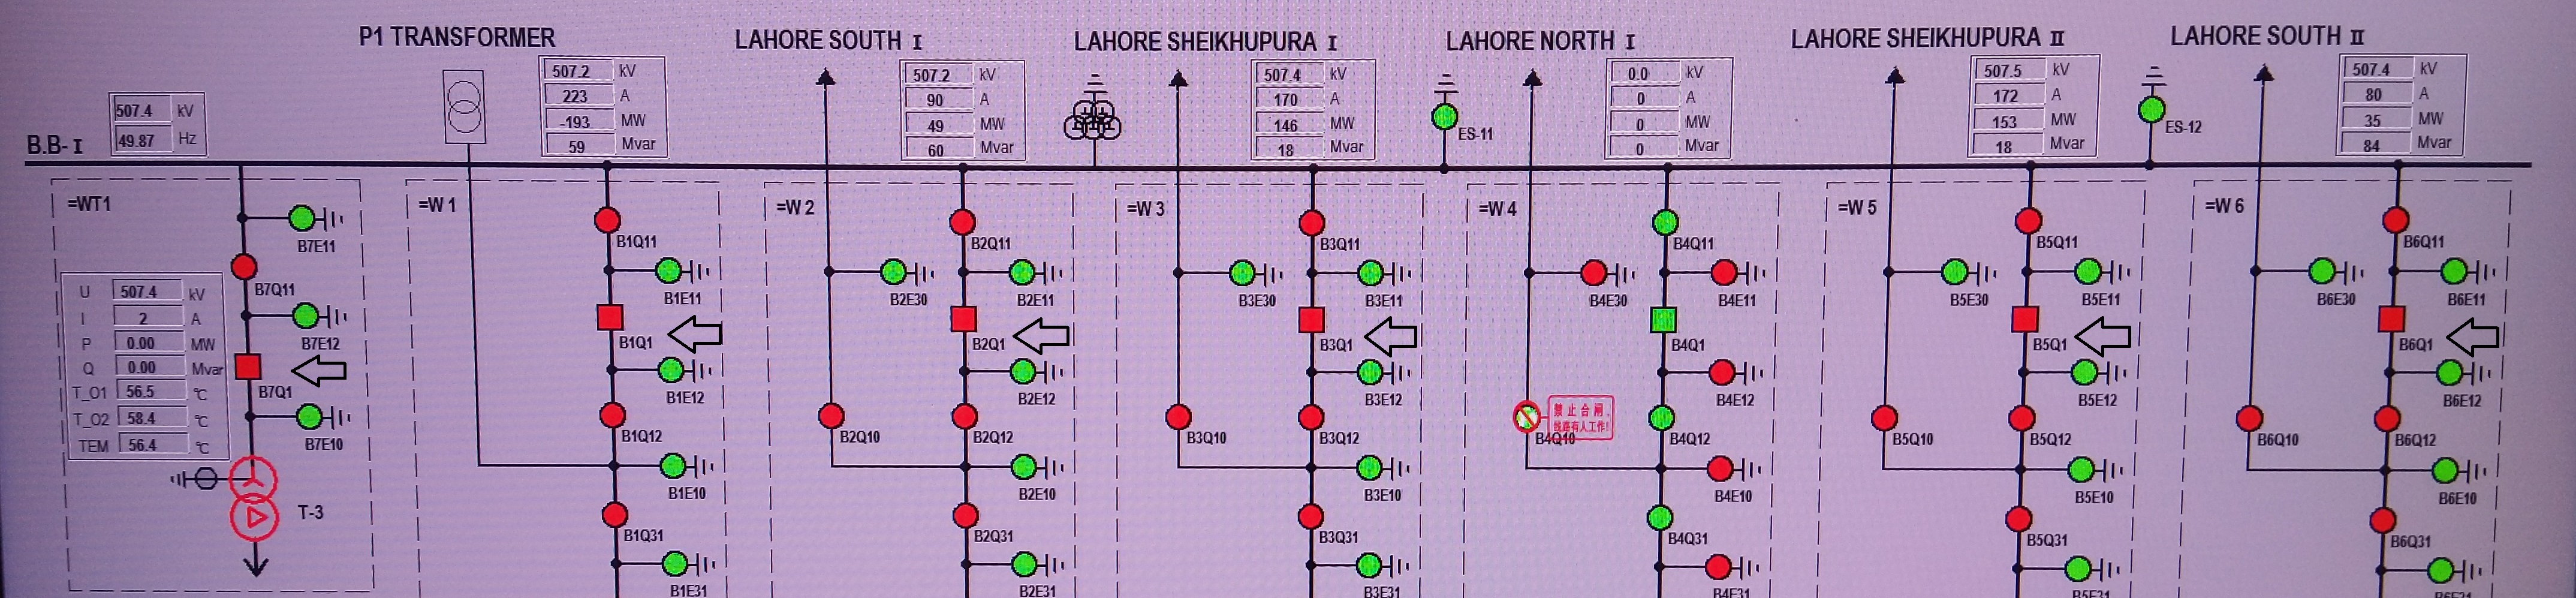 P1 TRANSFORMER
LAHORE SOUTH I
LAHORE SHEIKHUPURA I
LAHORE NORTH I
LAHORE SHEIKHUPURA II
LAHORE SOUTH II
507.4 kV
49.87 Hz
507.2 kV
223 A
-193 MW
59 Mvar
507.2 kV
90 A
49 MW
60 Mvar
507.4 kV
170 A
146 MW
18 Mvar
0.0 kV
0 A
0 MW
0 Mvar
507.5 kV
172 A
153 MW
18 Mvar
507.4 kV
80 A
35 MW
84 Mvar
B.B- I
ES-11
ES-12
=WT1
B7E11
B7Q11
B7E12
B7Q1
B7E10
U 507.4 kV
I 2 A
P 0.00 MW
Q 0.00 Mvar
T_O1 56.5 °C
T_O2 58.4 °C
TEM 56.4 °C
T-3
=W 1
B1Q11
B1E11
B1Q1
B1E12
B1Q12
B1E10
B1Q31
B1E31
=W 2
B2Q11
B2E30
B2E11
B2Q1
B2E12
B2Q10
B2Q12
B2E10
B2Q31
B2E31
=W 3
B3Q11
B3E30
B3E11
B3Q1
B3E12
B3Q10
B3Q12
B3E10
B3Q31
B3E31
=W 4
B4Q11
B4E30
B4E11
B4Q1
B4E12
禁止合闸,
线路有人工作!
B4Q10
B4Q12
B4E10
B4Q31
B4E31
=W 5
B5Q11
B5E30
B5E11
B5Q1
B5E12
B5Q10
B5Q12
B5E10
B5Q31
B5E31
=W 6
B6Q11
B6E30
B6E11
B6Q1
B6E12
B6Q10
B6Q12
B6E10
B6Q31
B6E31